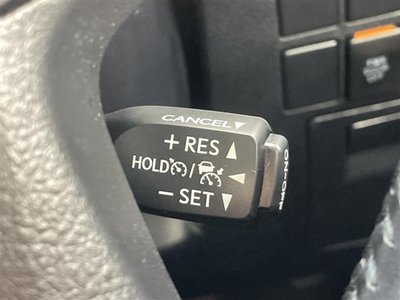 CANCEL▼
+ RES ▲
HOLD / ◀
− SET ▼
ON-OFF